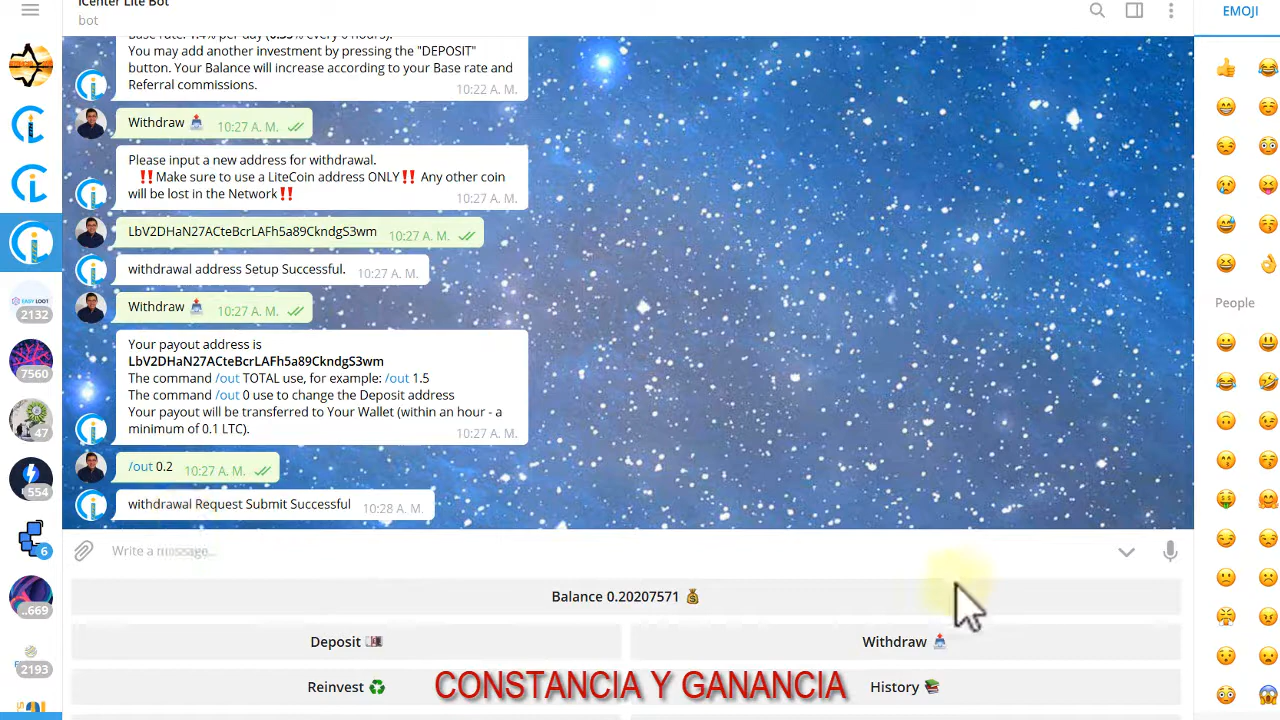 iCenter Lite Bot
bot
EMOJI
You may add another investment by pressing the "DEPOSIT"
button. Your Balance will increase according to your Base rate and
Referral commissions.
10:22 A. M.
Withdraw
10:27 A. M.
Please input a new address for withdrawal.
‼️Make sure to use a LiteCoin address ONLY‼️ Any other coin
will be lost in the Network‼️
10:27 A. M.
LbV2DHaN27ACteBcrLAFh5a89CkndgS3wm
10:27 A. M.
withdrawal address Setup Successful.
10:27 A. M.
Withdraw
10:27 A. M.
Your payout address is
LbV2DHaN27ACteBcrLAFh5a89CkndgS3wm
The command /out TOTAL use, for example: /out 1.5
The command /out 0 use to change the Deposit address
Your payout will be transferred to Your Wallet (within an hour - a
minimum of 0.1 LTC).
10:27 A. M.
/out 0.2
10:27 A. M.
withdrawal Request Submit Successful
10:28 A. M.
Write a message...
Balance 0.20207571
Deposit
Withdraw
Reinvest
History
CONSTANCIA Y GANANCIA
People
EASY LOOT
2132
7560
47
554
6
..669
2193